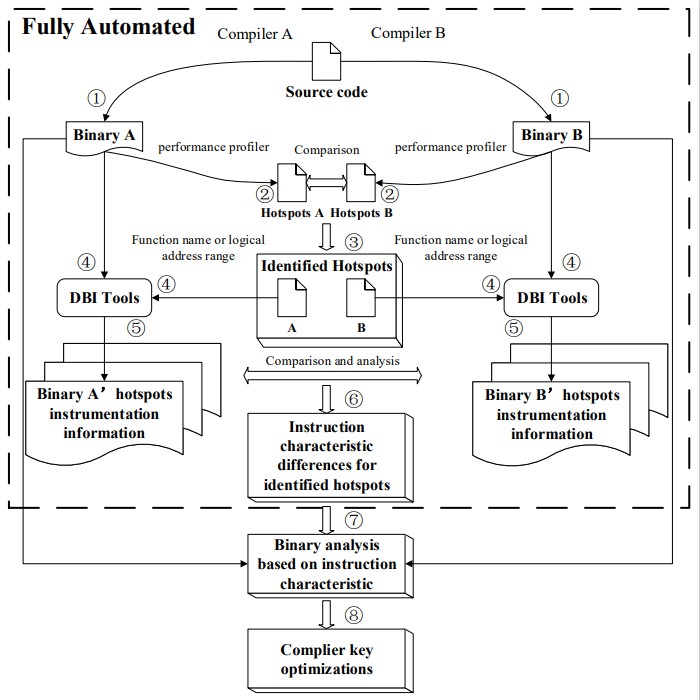 Fully Automated
Compiler A
Compiler B
Source code
①
①
Binary A
Binary B
performance profiler
Comparison
performance profiler
②
②
Hotspots A
Hotspots B
③
Function name or logical
address range
Function name or logical
address range
Identified Hotspots
④
④
④
④
DBI Tools
DBI Tools
A
B
⑤
⑤
Comparison and analysis
Binary A’ hotspots
instrumentation
information
Binary B’ hotspots
instrumentation
information
⑥
Instruction
characteristic
differences for
identified hotspots
⑦
Binary analysis
based on instruction
characteristic
⑧
Complier key
optimizations